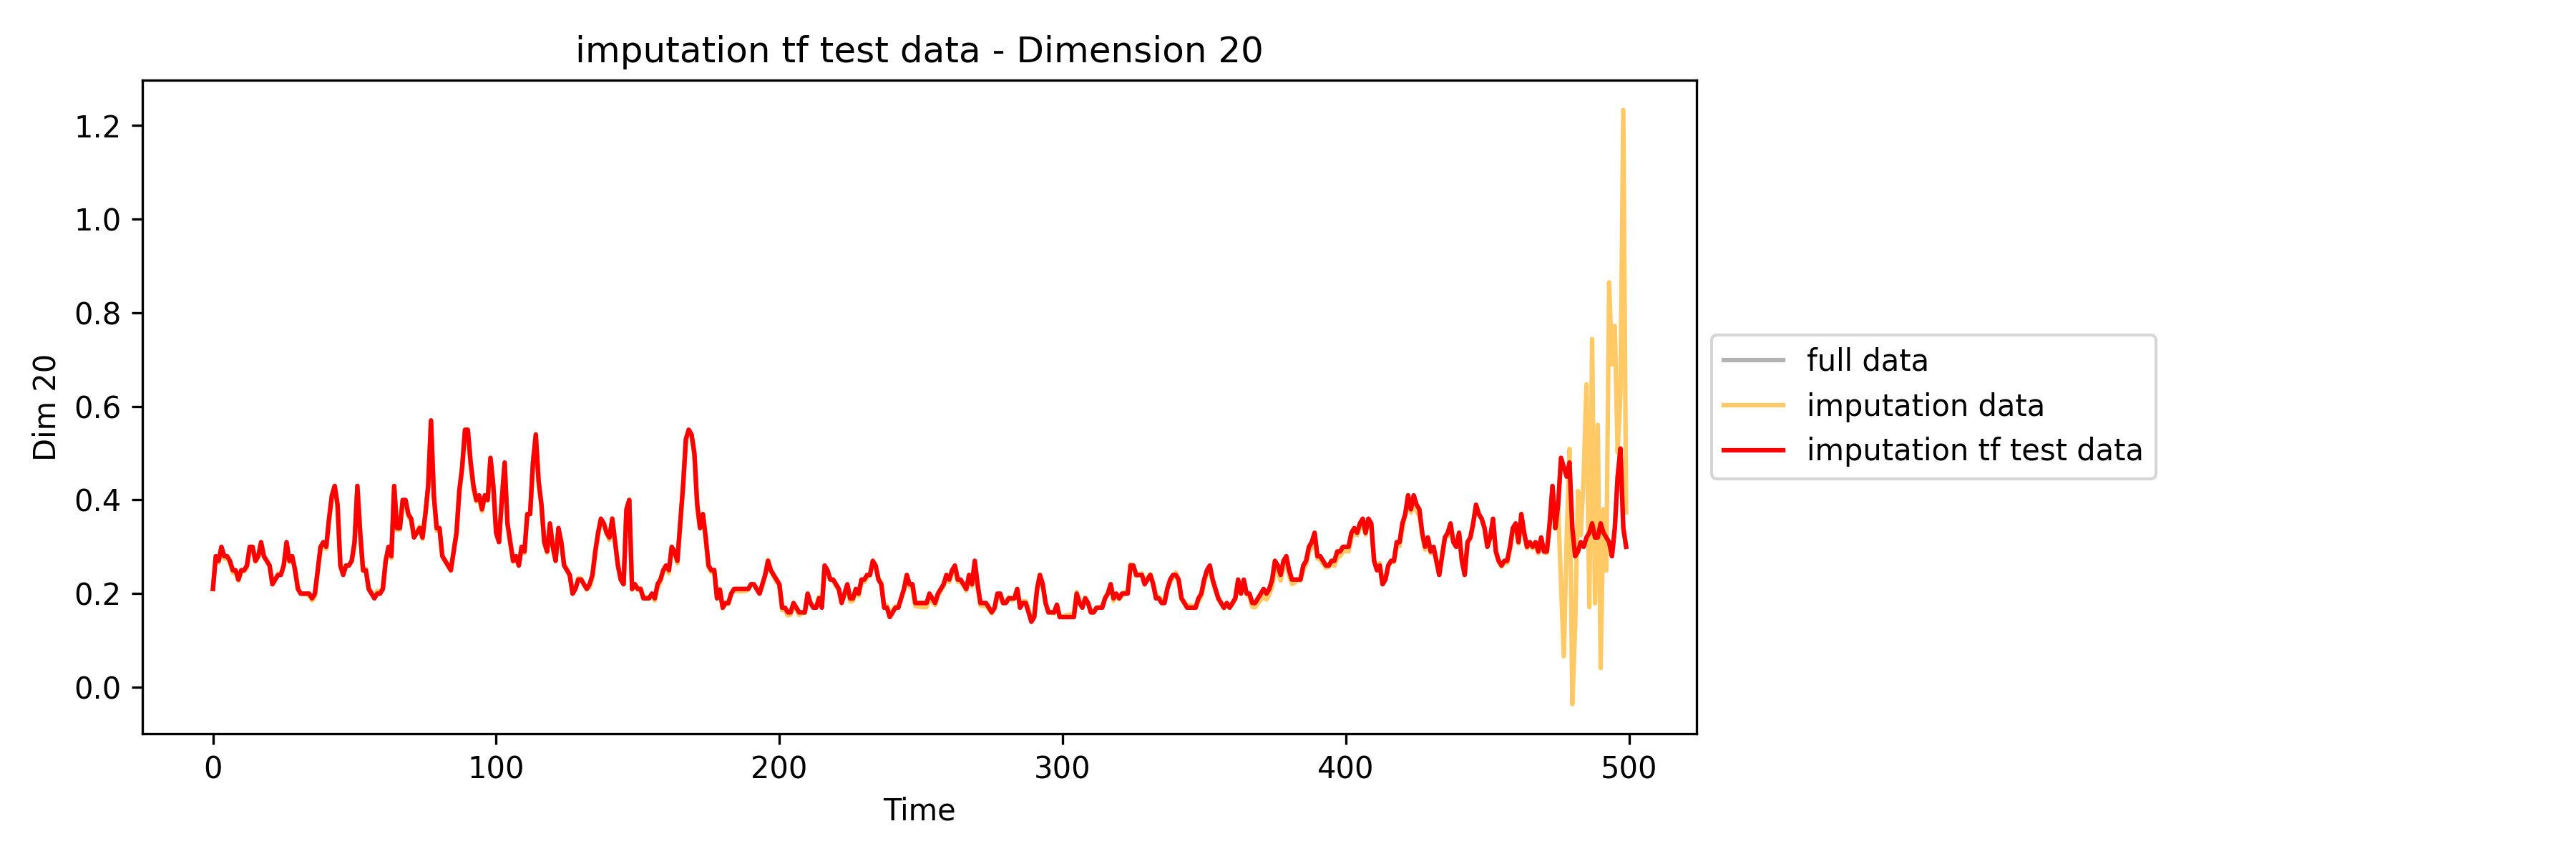 imputation tf test data - Dimension 20
Dim 20
1.2
1.0
0.8
0.6
0.4
0.2
0.0
0 100 200 300 400 500
Time
full data
imputation data
imputation tf test data